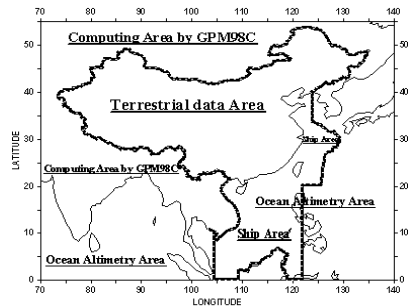 70 80 90 100 110 120 130 140
50 50
Computing Area by GPM98C
40 40
Terrestrial data Area
30 30
Ship Area
Computing Area by GPM98C
20 20
Ocean Altimetry Area
10 10
Ship Area
Ocean Altimetry Area
0 0
70 80 90 100 110 120 130 140
LATITUDE
LONGITUDE